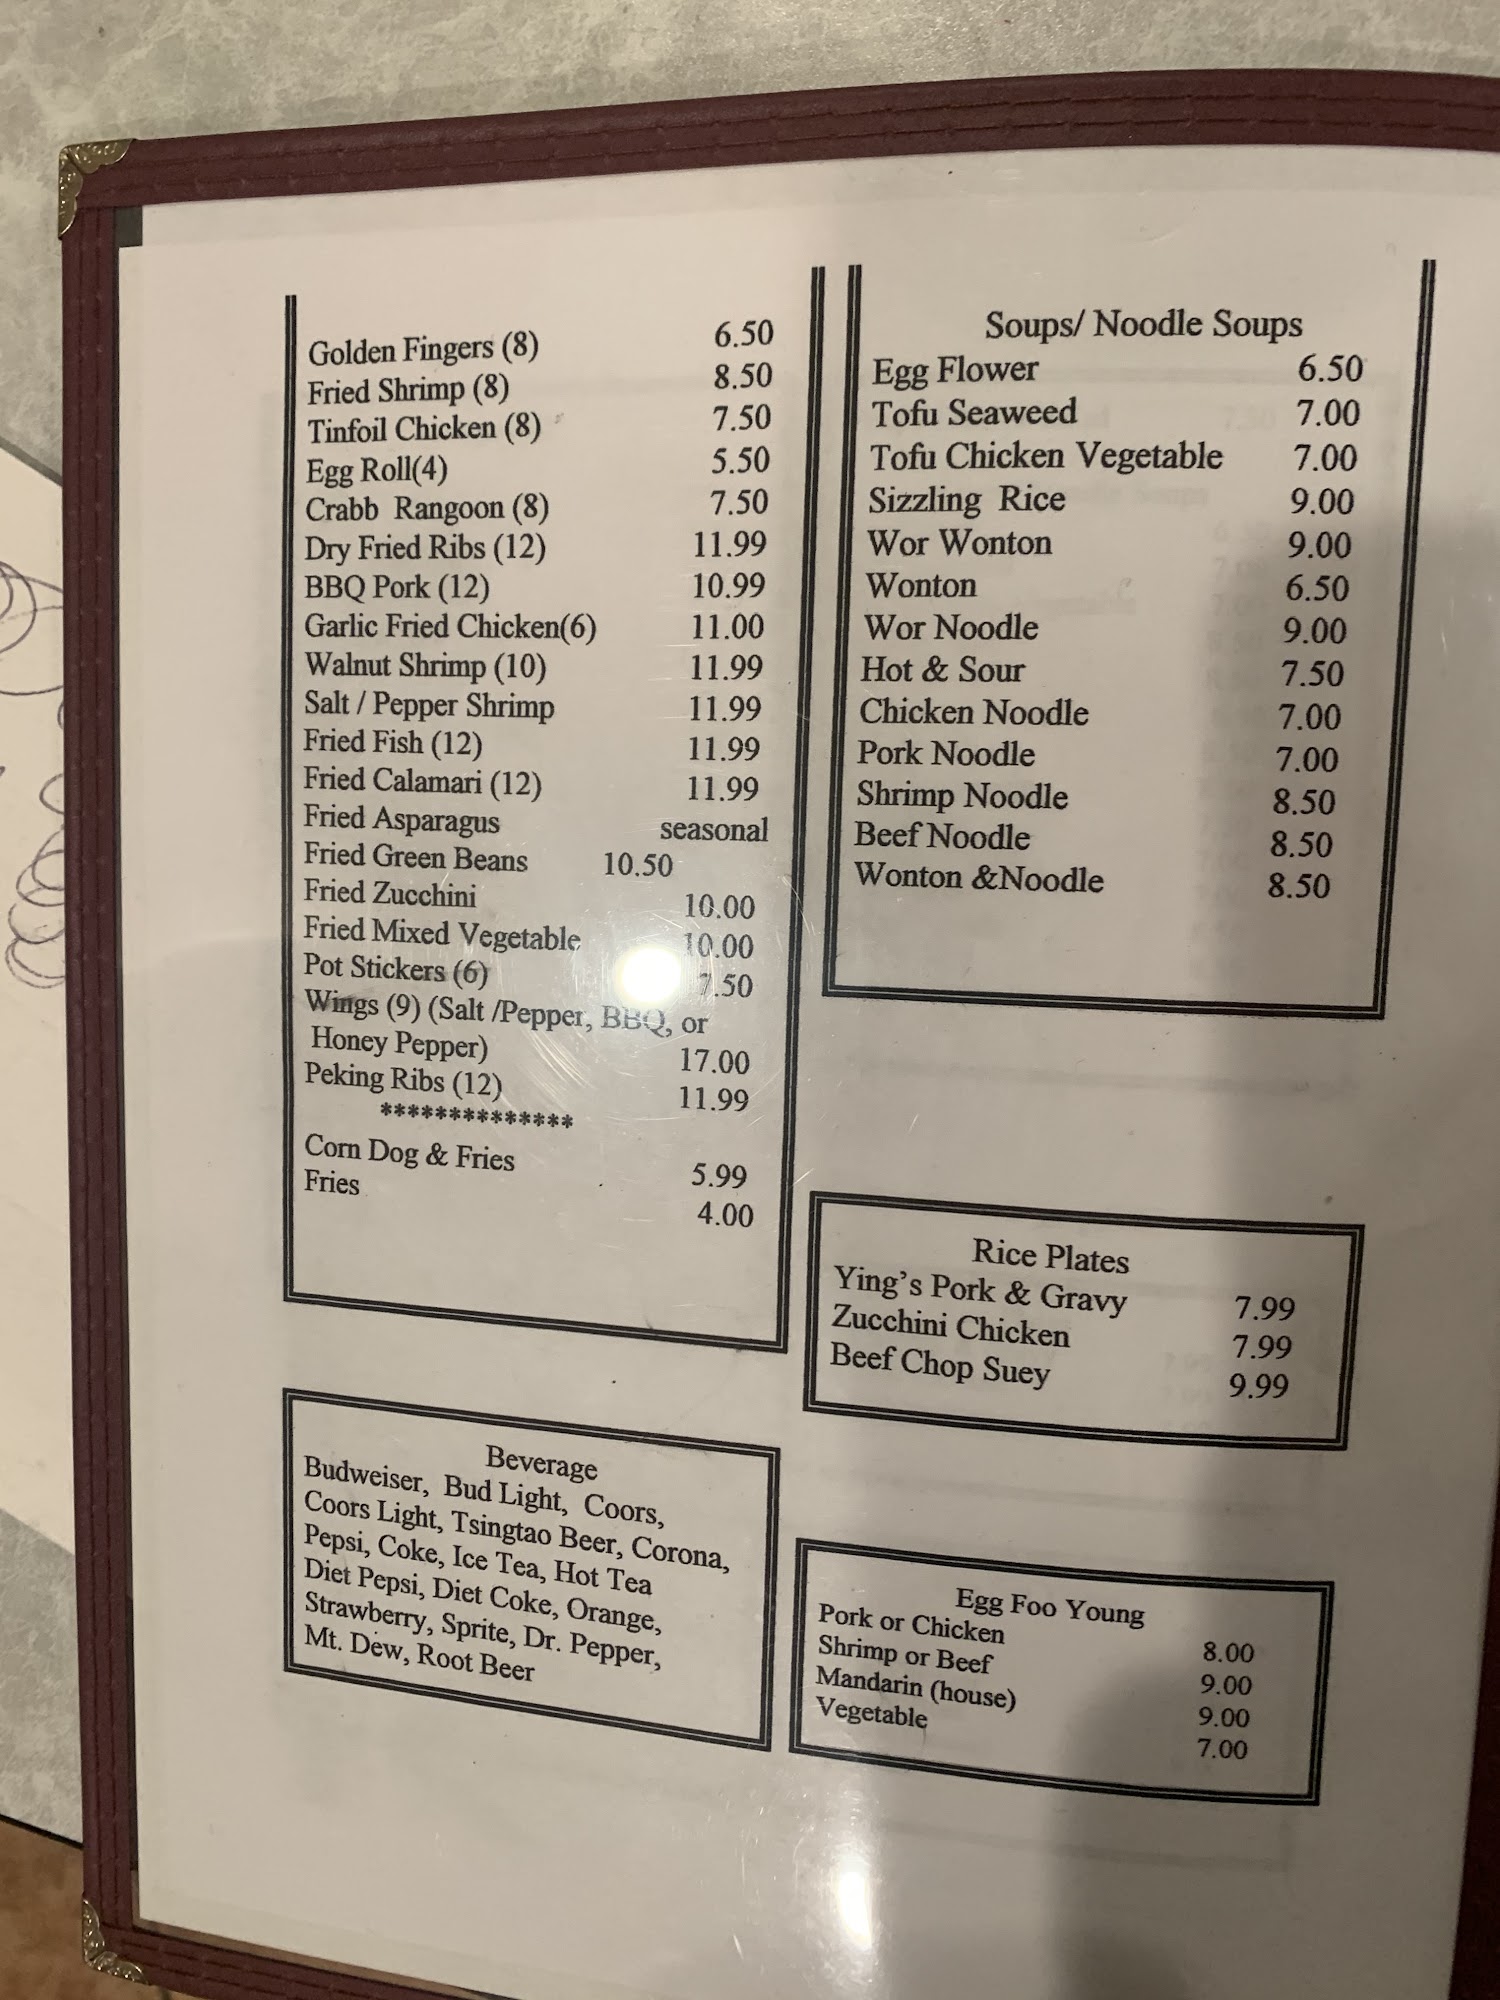 Golden Fingers (8) 6.50
Fried Shrimp (8) 8.50
Tinfoil Chicken (8) 7.50
Egg Roll(4) 5.50
Crabb Rangoon (8) 7.50
Dry Fried Ribs (12) 11.99
BBQ Pork (12) 10.99
Garlic Fried Chicken(6) 11.00
Walnut Shrimp (10) 11.99
Salt / Pepper Shrimp 11.99
Fried Fish (12) 11.99
Fried Calamari (12) 11.99
Fried Asparagus seasonal
Fried Green Beans 10.50
Fried Zucchini 10.00
Fried Mixed Vegetable 10.00
Pot Stickers (6) 7.50
Wings (9) (Salt /Pepper, BBQ, or
Honey Pepper) 17.00
Peking Ribs (12) 11.99
**************
Corn Dog & Fries 5.99
Fries 4.00
Beverage
Budweiser, Bud Light, Coors,
Coors Light, Tsingtao Beer, Corona,
Pepsi, Coke, Ice Tea, Hot Tea
Diet Pepsi, Diet Coke, Orange,
Strawberry, Sprite, Dr. Pepper,
Mt. Dew, Root Beer
Soups/ Noodle Soups
Egg Flower 6.50
Tofu Seaweed 7.00
Tofu Chicken Vegetable 7.00
Sizzling Rice 9.00
Wor Wonton 9.00
Wonton 6.50
Wor Noodle 9.00
Hot & Sour 7.50
Chicken Noodle 7.00
Pork Noodle 7.00
Shrimp Noodle 8.50
Beef Noodle 8.50
Wonton &Noodle 8.50
Rice Plates
Ying's Pork & Gravy 7.99
Zucchini Chicken 7.99
Beef Chop Suey 9.99
Egg Foo Young
Pork or Chicken 8.00
Shrimp or Beef 9.00
Mandarin (house) 9.00
Vegetable 7.00